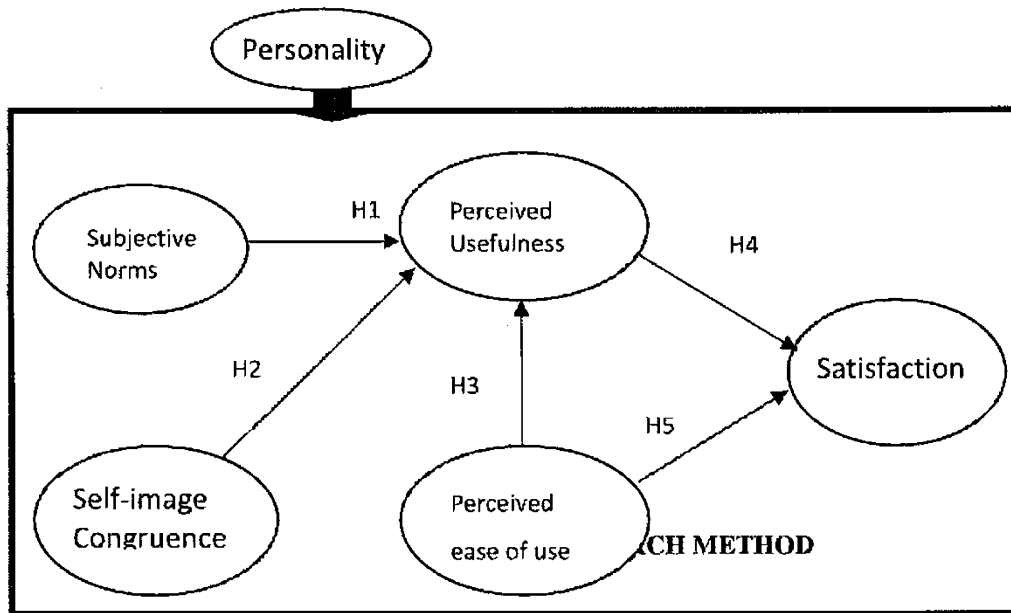 Personality
H1
Perceived
Usefulness
Subjective
Norms
H4
H2
H3
Satisfaction
H5
Self-image
Congruence
Perceived
ease of use
RCH METHOD